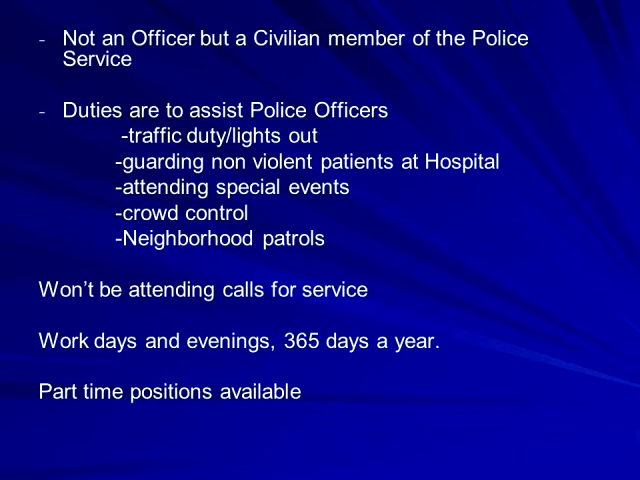 - Not an Officer but a Civilian member of the Police
Service
- Duties are to assist Police Officers
-traffic duty/lights out
-guarding non violent patients at Hospital
-attending special events
-crowd control
-Neighborhood patrols
Won’t be attending calls for service
Work days and evenings, 365 days a year.
Part time positions available